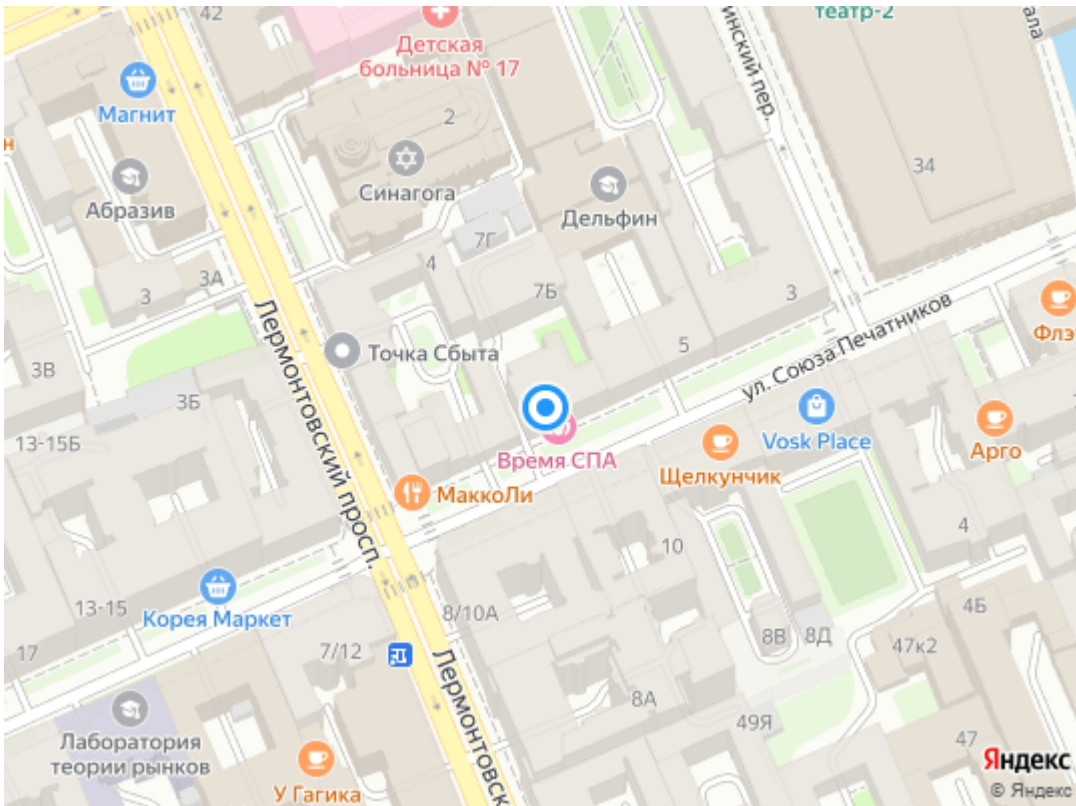 42
театр-2
инский пер.
ала
Детская
больница № 17
Магнит
2
н
Синагога
34
Абразив
Дельфин
7Г
4
3А
3
7Б
3
Лермонтовский просп.
ул. Союза Печатников
Флэ
Точка Сбыта
5
3В
3Б
Vosk Place
13-15Б
Арго
Время СПА
Щелкунчик
МаккоЛи
4
10
13-15
Корея Маркет
8/10А
4Б
17
7/12
8В
8Д
47к2
Лермонтовск
8А
49Я
Лаборатория
теории рынков
47
Яндекс
У Гагика
© Яндекс